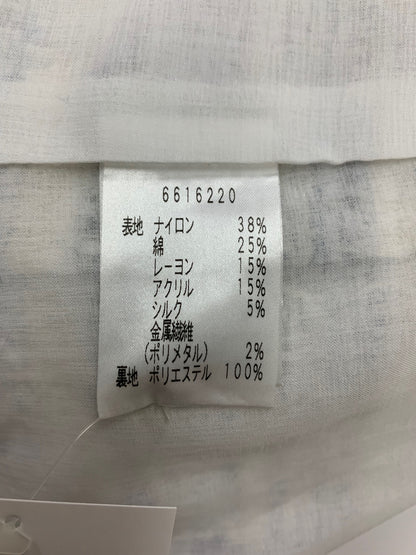 6616220
表地 ナイロン 38%
綿 25%
レーヨン 15%
アクリル 15%
シルク 5%
金属繊維
(ポリメタル) 2%
裏地 ポリエステル 100%